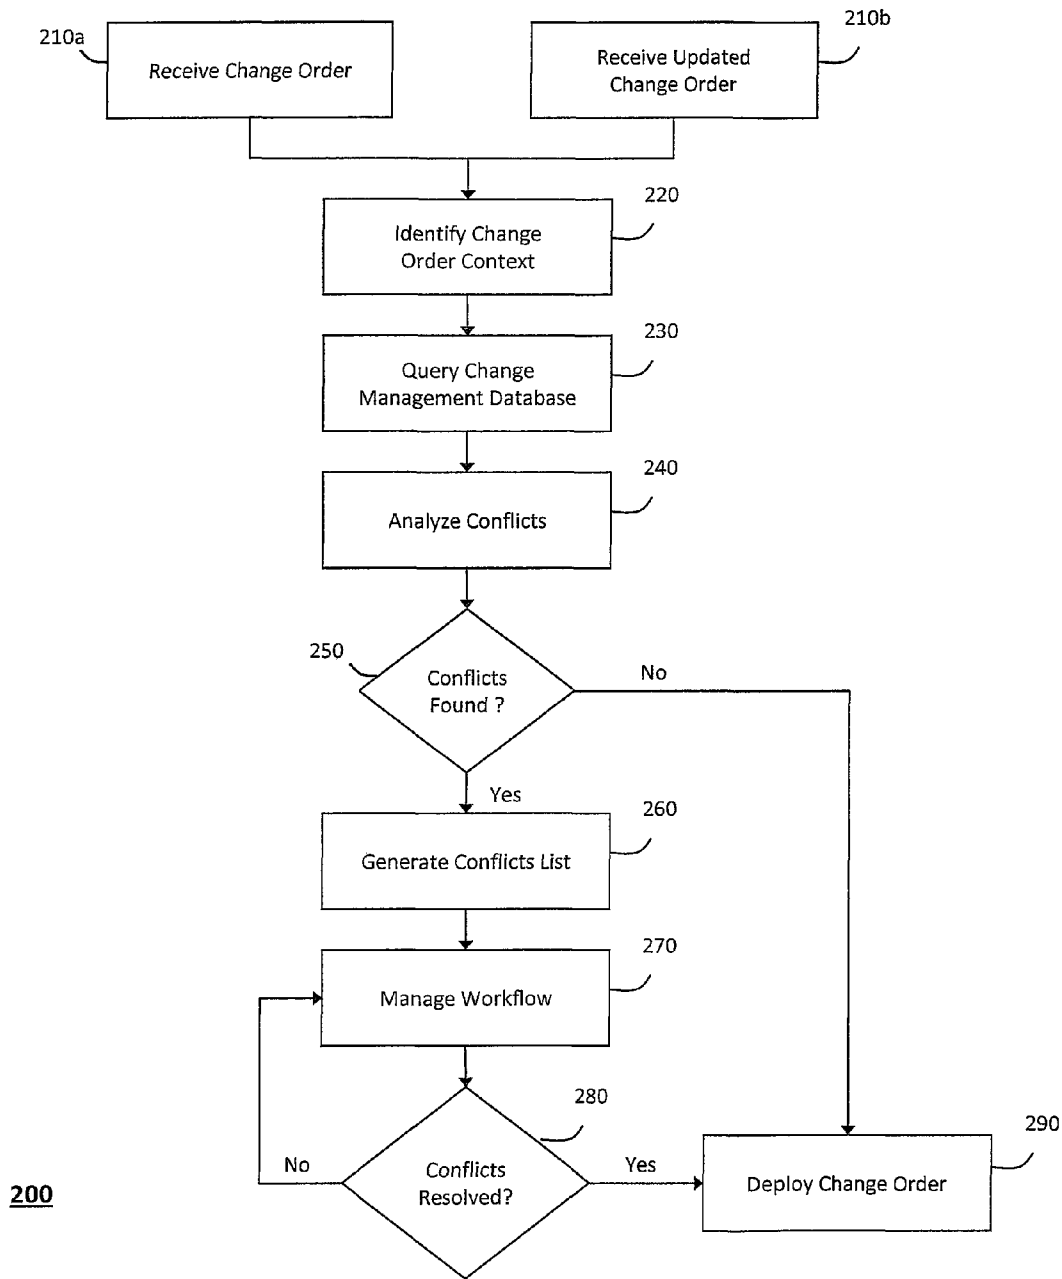 210a
Receive Change Order
210b
Receive Updated
Change Order
220
Identify Change
Order Context
230
Query Change
Management Database
240
Analyze Conflicts
250
Conflicts
Found ?
No
Yes
260
Generate Conflicts List
270
Manage Workflow
280
Conflicts
Resolved?
No
Yes
290
Deploy Change Order
200